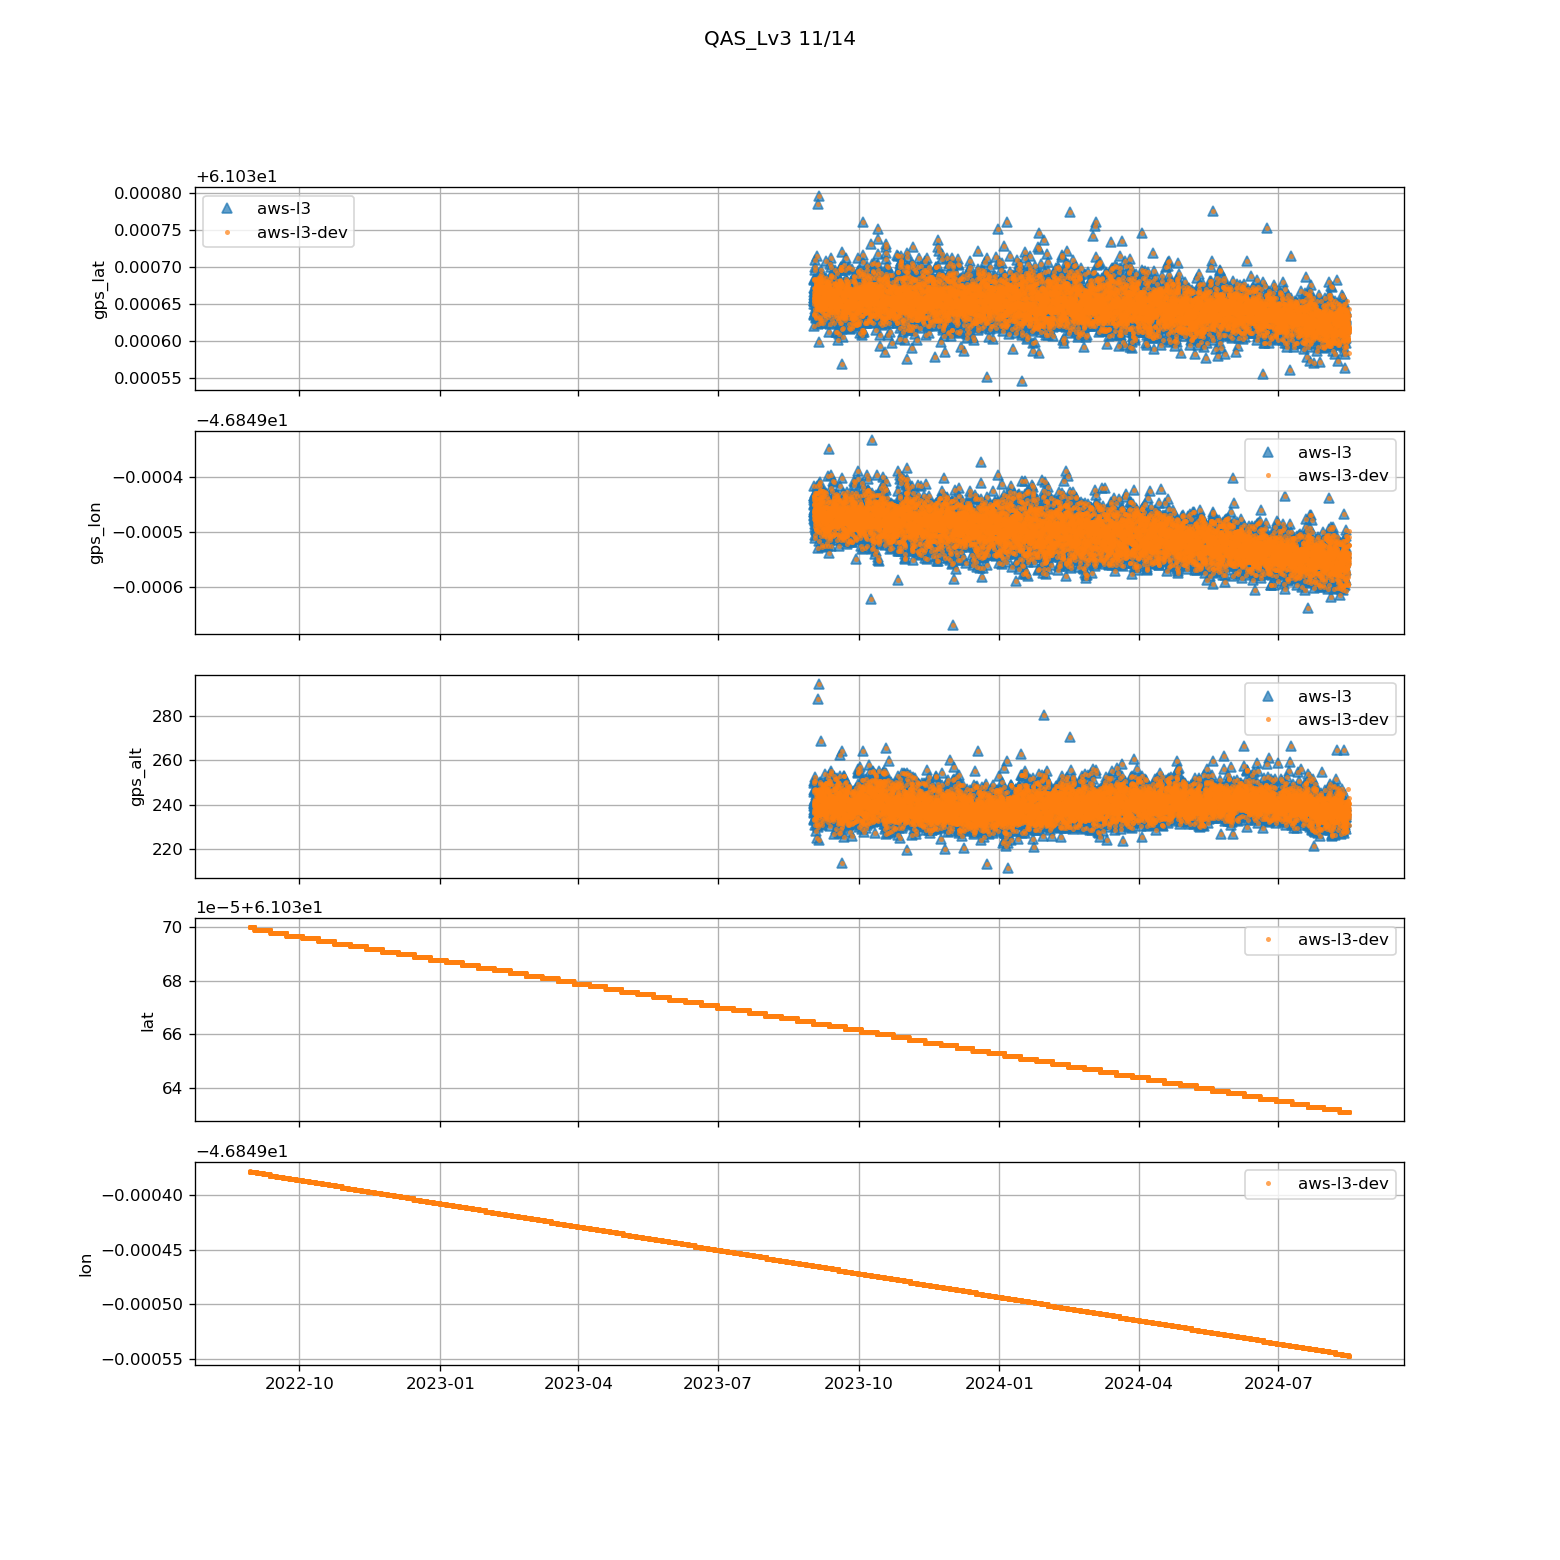 QAS_Lv3 11/14
+6.103e1
0.00080
0.00075
0.00070
0.00065
0.00060
0.00055
gps_lat
aws-l3
aws-l3-dev
−4.6849e1
−0.0004
−0.0005
−0.0006
gps_lon
aws-l3
aws-l3-dev
280
260
240
220
gps_alt
aws-l3
aws-l3-dev
1e−5+6.103e1
70
68
66
64
lat
aws-l3-dev
−4.6849e1
−0.00040
−0.00045
−0.00050
−0.00055
lon
aws-l3-dev
2022-10 2023-01 2023-04 2023-07 2023-10 2024-01 2024-04 2024-07